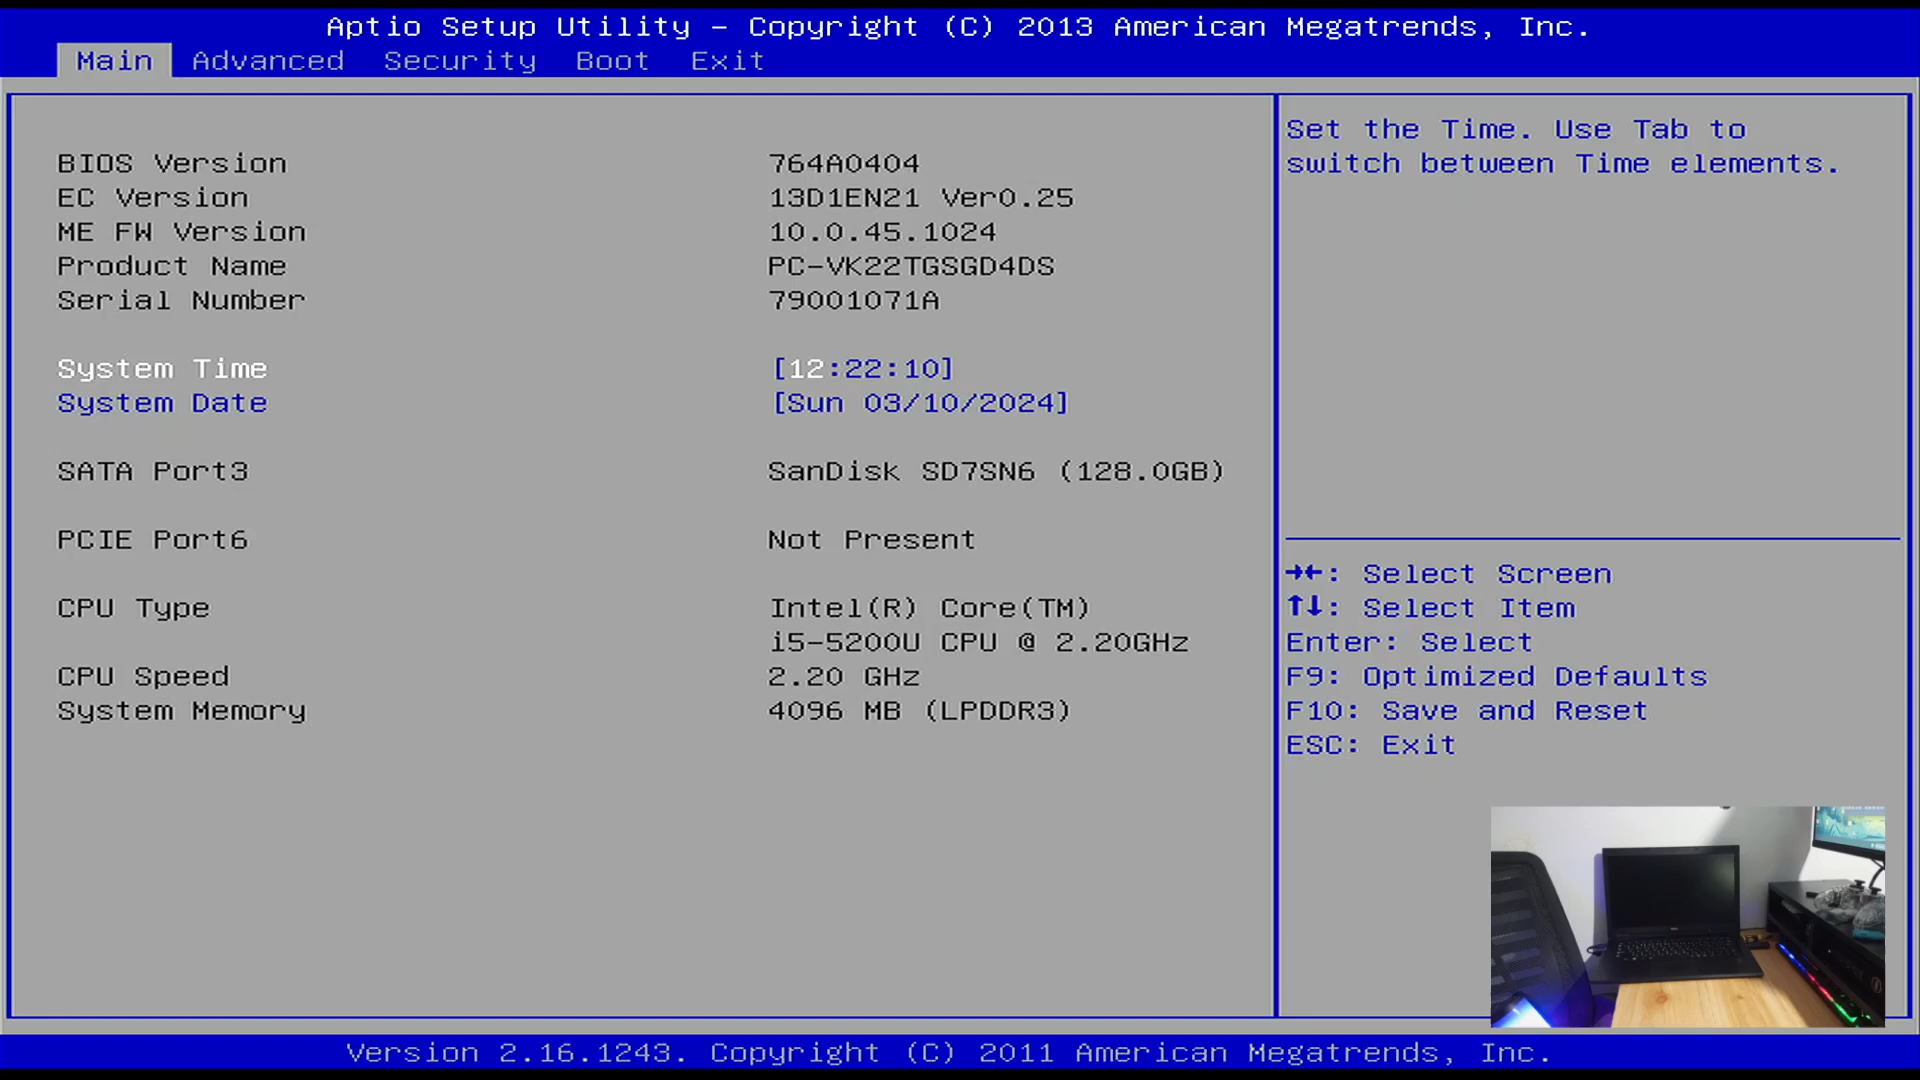 Aptio Setup Utility – Copyright (C) 2013 American Megatrends, Inc.
Main Advanced Security Boot Exit
BIOS Version 764A0404
EC Version 13D1EN21 Ver0.25
ME FW Version 10.0.45.1024
Product Name PC-VK22TGSGD4DS
Serial Number 79001071A
System Time [12:22:10]
System Date [Sun 03/10/2024]
SATA Port3 SanDisk SD7SN6 (128.0GB)
PCIE Port6 Not Present
CPU Type Intel(R) Core(TM)
i5-5200U CPU @ 2.20GHz
CPU Speed 2.20 GHz
System Memory 4096 MB (LPDDR3)
Set the Time. Use Tab to
switch between Time elements.
→←: Select Screen
↑↓: Select Item
Enter: Select
F9: Optimized Defaults
F10: Save and Reset
ESC: Exit
Version 2.16.1243. Copyright (C) 2011 American Megatrends, Inc.